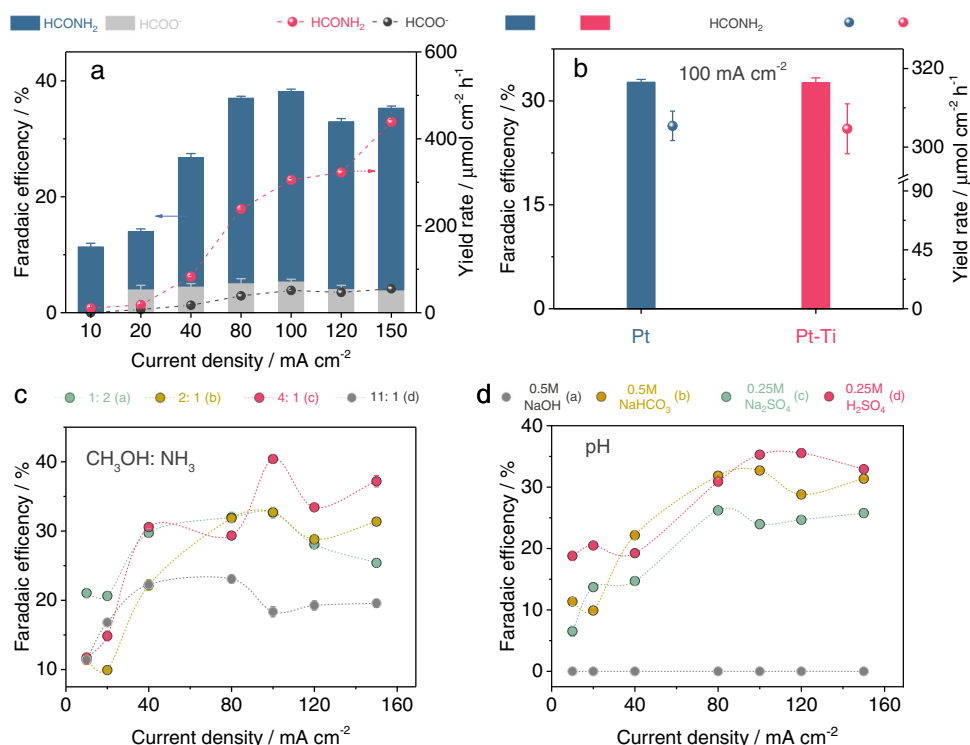 HCONH₂ HCOO⁻ HCONH₂ HCOO⁻
a
Faradaic efficency / %
40
20
0
600
400
200
0
Yield rate / μmol cm⁻² h⁻¹
10 20 40 80 100 120 150
Current density / mA cm⁻²
HCONH₂
b
100 mA cm⁻²
Faradaic efficency / %
30
15
0
320
300
90
45
0
Yield rate / μmol cm⁻² h⁻¹
Pt Pt-Ti
c
1: 2 (a) 2: 1 (b) 4: 1 (c) 11: 1 (d)
CH₃OH: NH₃
Faradaic efficency / %
40
30
20
10
0 40 80 120 160
Current density / mA cm⁻²
d
0.5M NaOH (a)
0.5M NaHCO₃ (b)
0.25M Na₂SO₄ (c)
0.25M H₂SO₄ (d)
pH
Faradaic efficency / %
40
30
20
10
0
0 40 80 120 160
Current density / mA cm⁻²